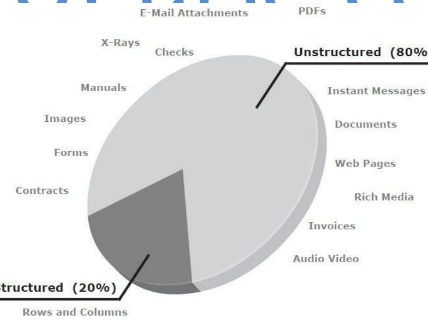 E-Mail Attachments
PDFs
X-Rays
Checks
Unstructured (80%
Manuals
Instant Messages
Images
Documents
Forms
Web Pages
Contracts
Rich Media
Invoices
Audio Video
tructured (20%)
Rows and Columns